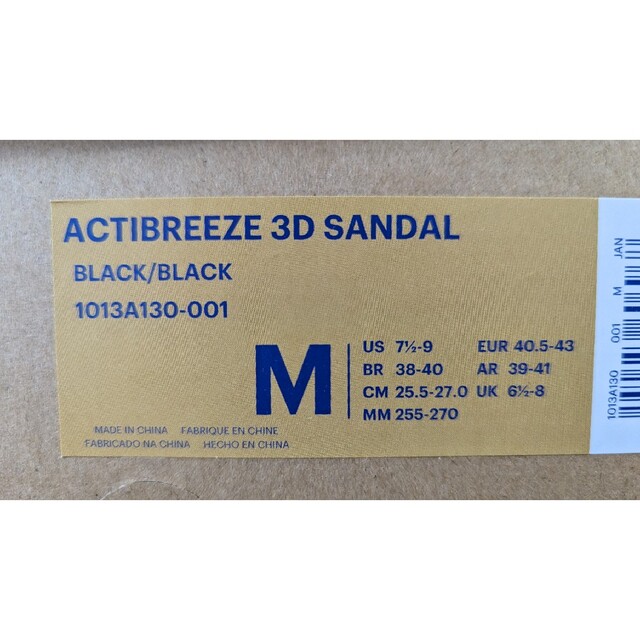 ACTIBREEZE 3D SANDAL
BLACK/BLACK
1013A130-001
M
US 7½-9 EUR 40.5-43
BR 38-40 AR 39-41
CM 25.5-27.0 UK 6½-8
MM 255-270
MADE IN CHINA FABRIQUE EN CHINE
FABRICADO NA CHINA HECHO EN CHINA
1013A130 001 M JAN